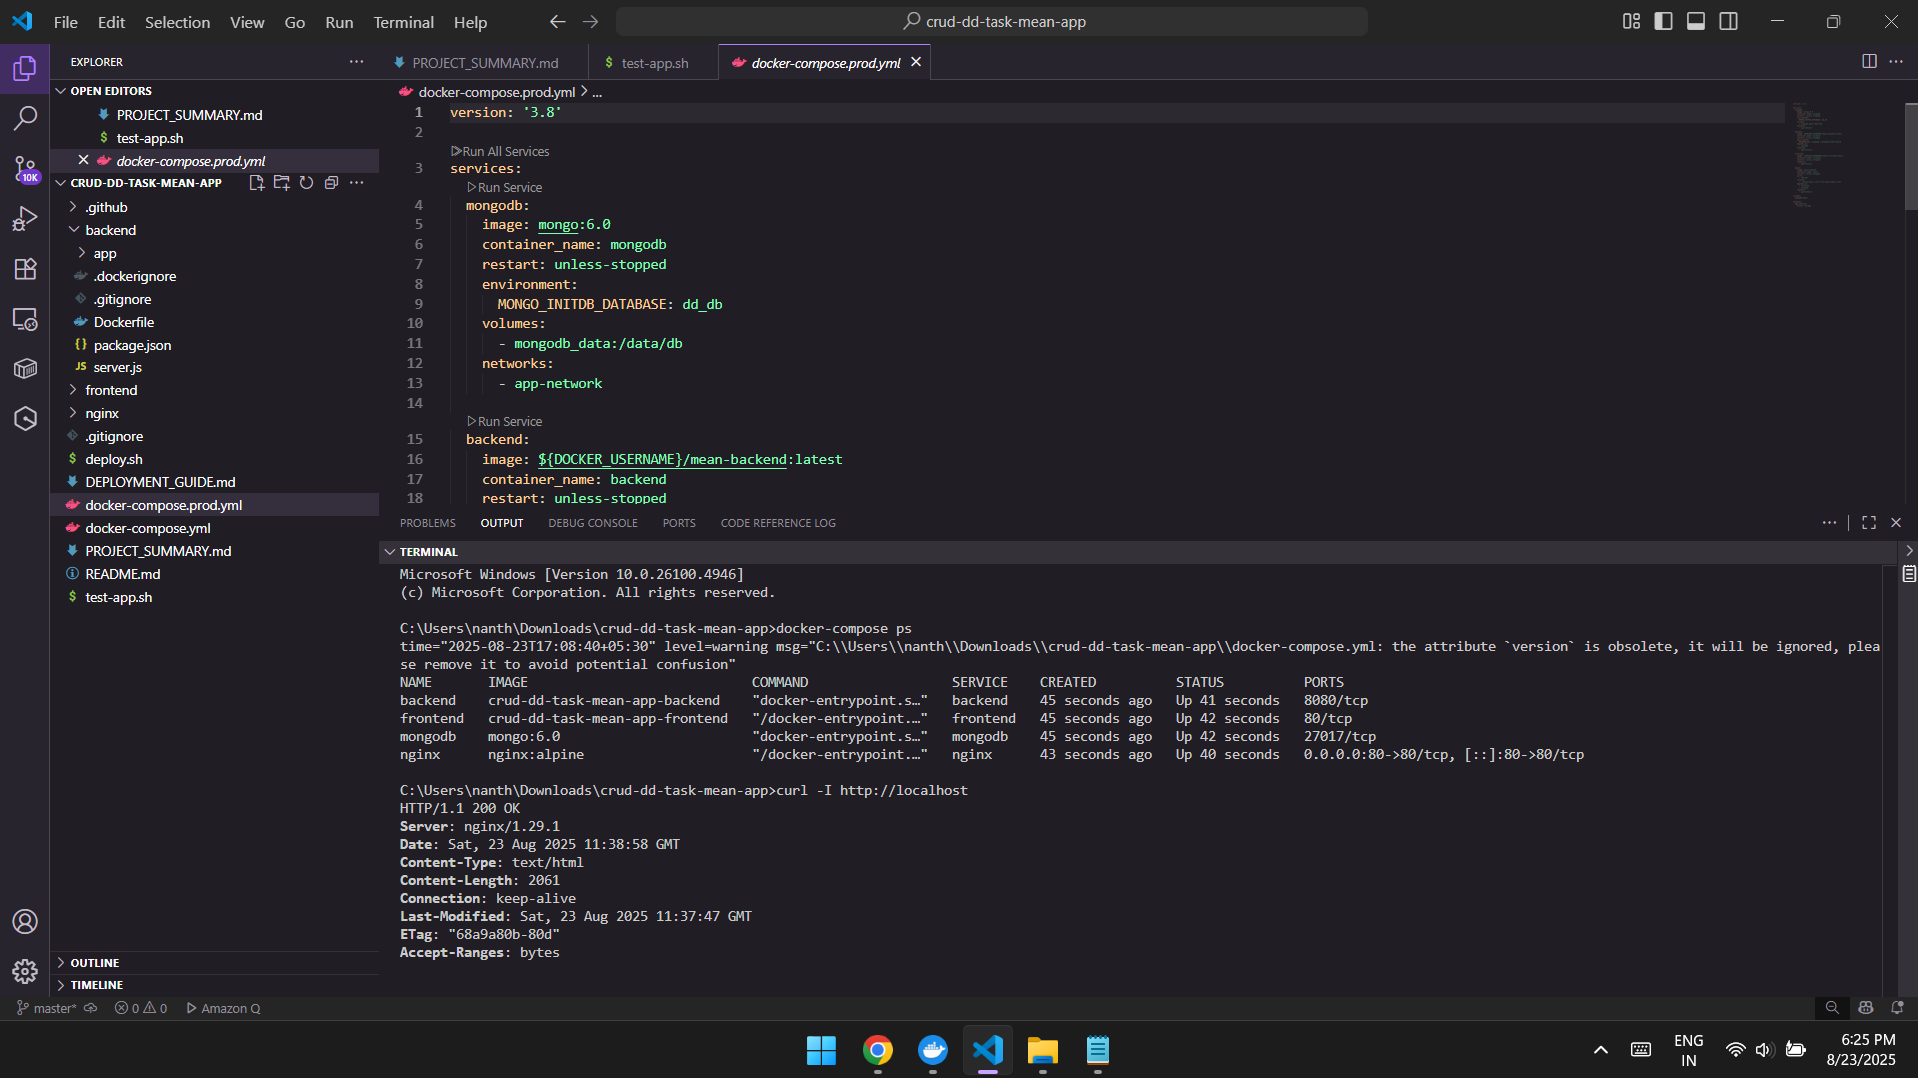 File Edit Selection View Go Run Terminal Help
crud-dd-task-mean-app
EXPLORER
OPEN EDITORS
PROJECT_SUMMARY.md
test-app.sh
docker-compose.prod.yml
CRUD-DD-TASK-MEAN-APP
.github
backend
app
.dockerignore
.gitignore
Dockerfile
package.json
server.js
frontend
nginx
.gitignore
deploy.sh
DEPLOYMENT_GUIDE.md
docker-compose.prod.yml
docker-compose.yml
PROJECT_SUMMARY.md
README.md
test-app.sh
OUTLINE
TIMELINE
10K
PROJECT_SUMMARY.md
test-app.sh
docker-compose.prod.yml
docker-compose.prod.yml > ...
1 version: '3.8'
2
Run All Services
3 services:
Run Service
4 mongodb:
5 image: mongo:6.0
6 container_name: mongodb
7 restart: unless-stopped
8 environment:
9 MONGO_INITDB_DATABASE: dd_db
10 volumes:
11 - mongodb_data:/data/db
12 networks:
13 - app-network
14
Run Service
15 backend:
16 image: ${DOCKER_USERNAME}/mean-backend:latest
17 container_name: backend
18 restart: unless-stopped
PROBLEMS OUTPUT DEBUG CONSOLE PORTS CODE REFERENCE LOG
TERMINAL
Microsoft Windows [Version 10.0.26100.4946]
(c) Microsoft Corporation. All rights reserved.
C:\Users\nanth\Downloads\crud-dd-task-mean-app>docker-compose ps
time="2025-08-23T17:08:40+05:30" level=warning msg="C:\\Users\\nanth\\Downloads\\crud-dd-task-mean-app\\docker-compose.yml: the attribute `version` is obsolete, it will be ignored, plea
se remove it to avoid potential confusion"
NAME IMAGE COMMAND SERVICE CREATED STATUS PORTS
backend crud-dd-task-mean-app-backend "docker-entrypoint.s…" backend 45 seconds ago Up 41 seconds 8080/tcp
frontend crud-dd-task-mean-app-frontend "/docker-entrypoint.…" frontend 45 seconds ago Up 42 seconds 80/tcp
mongodb mongo:6.0 "docker-entrypoint.s…" mongodb 45 seconds ago Up 42 seconds 27017/tcp
nginx nginx:alpine "/docker-entrypoint.…" nginx 43 seconds ago Up 40 seconds 0.0.0.0:80->80/tcp, [::]:80->80/tcp
C:\Users\nanth\Downloads\crud-dd-task-mean-app>curl -I http://localhost
HTTP/1.1 200 OK
Server: nginx/1.29.1
Date: Sat, 23 Aug 2025 11:38:58 GMT
Content-Type: text/html
Content-Length: 2061
Connection: keep-alive
Last-Modified: Sat, 23 Aug 2025 11:37:47 GMT
ETag: "68a9a80b-80d"
Accept-Ranges: bytes
master* 0 0 Amazon Q
ENG
IN
6:25 PM
8/23/2025